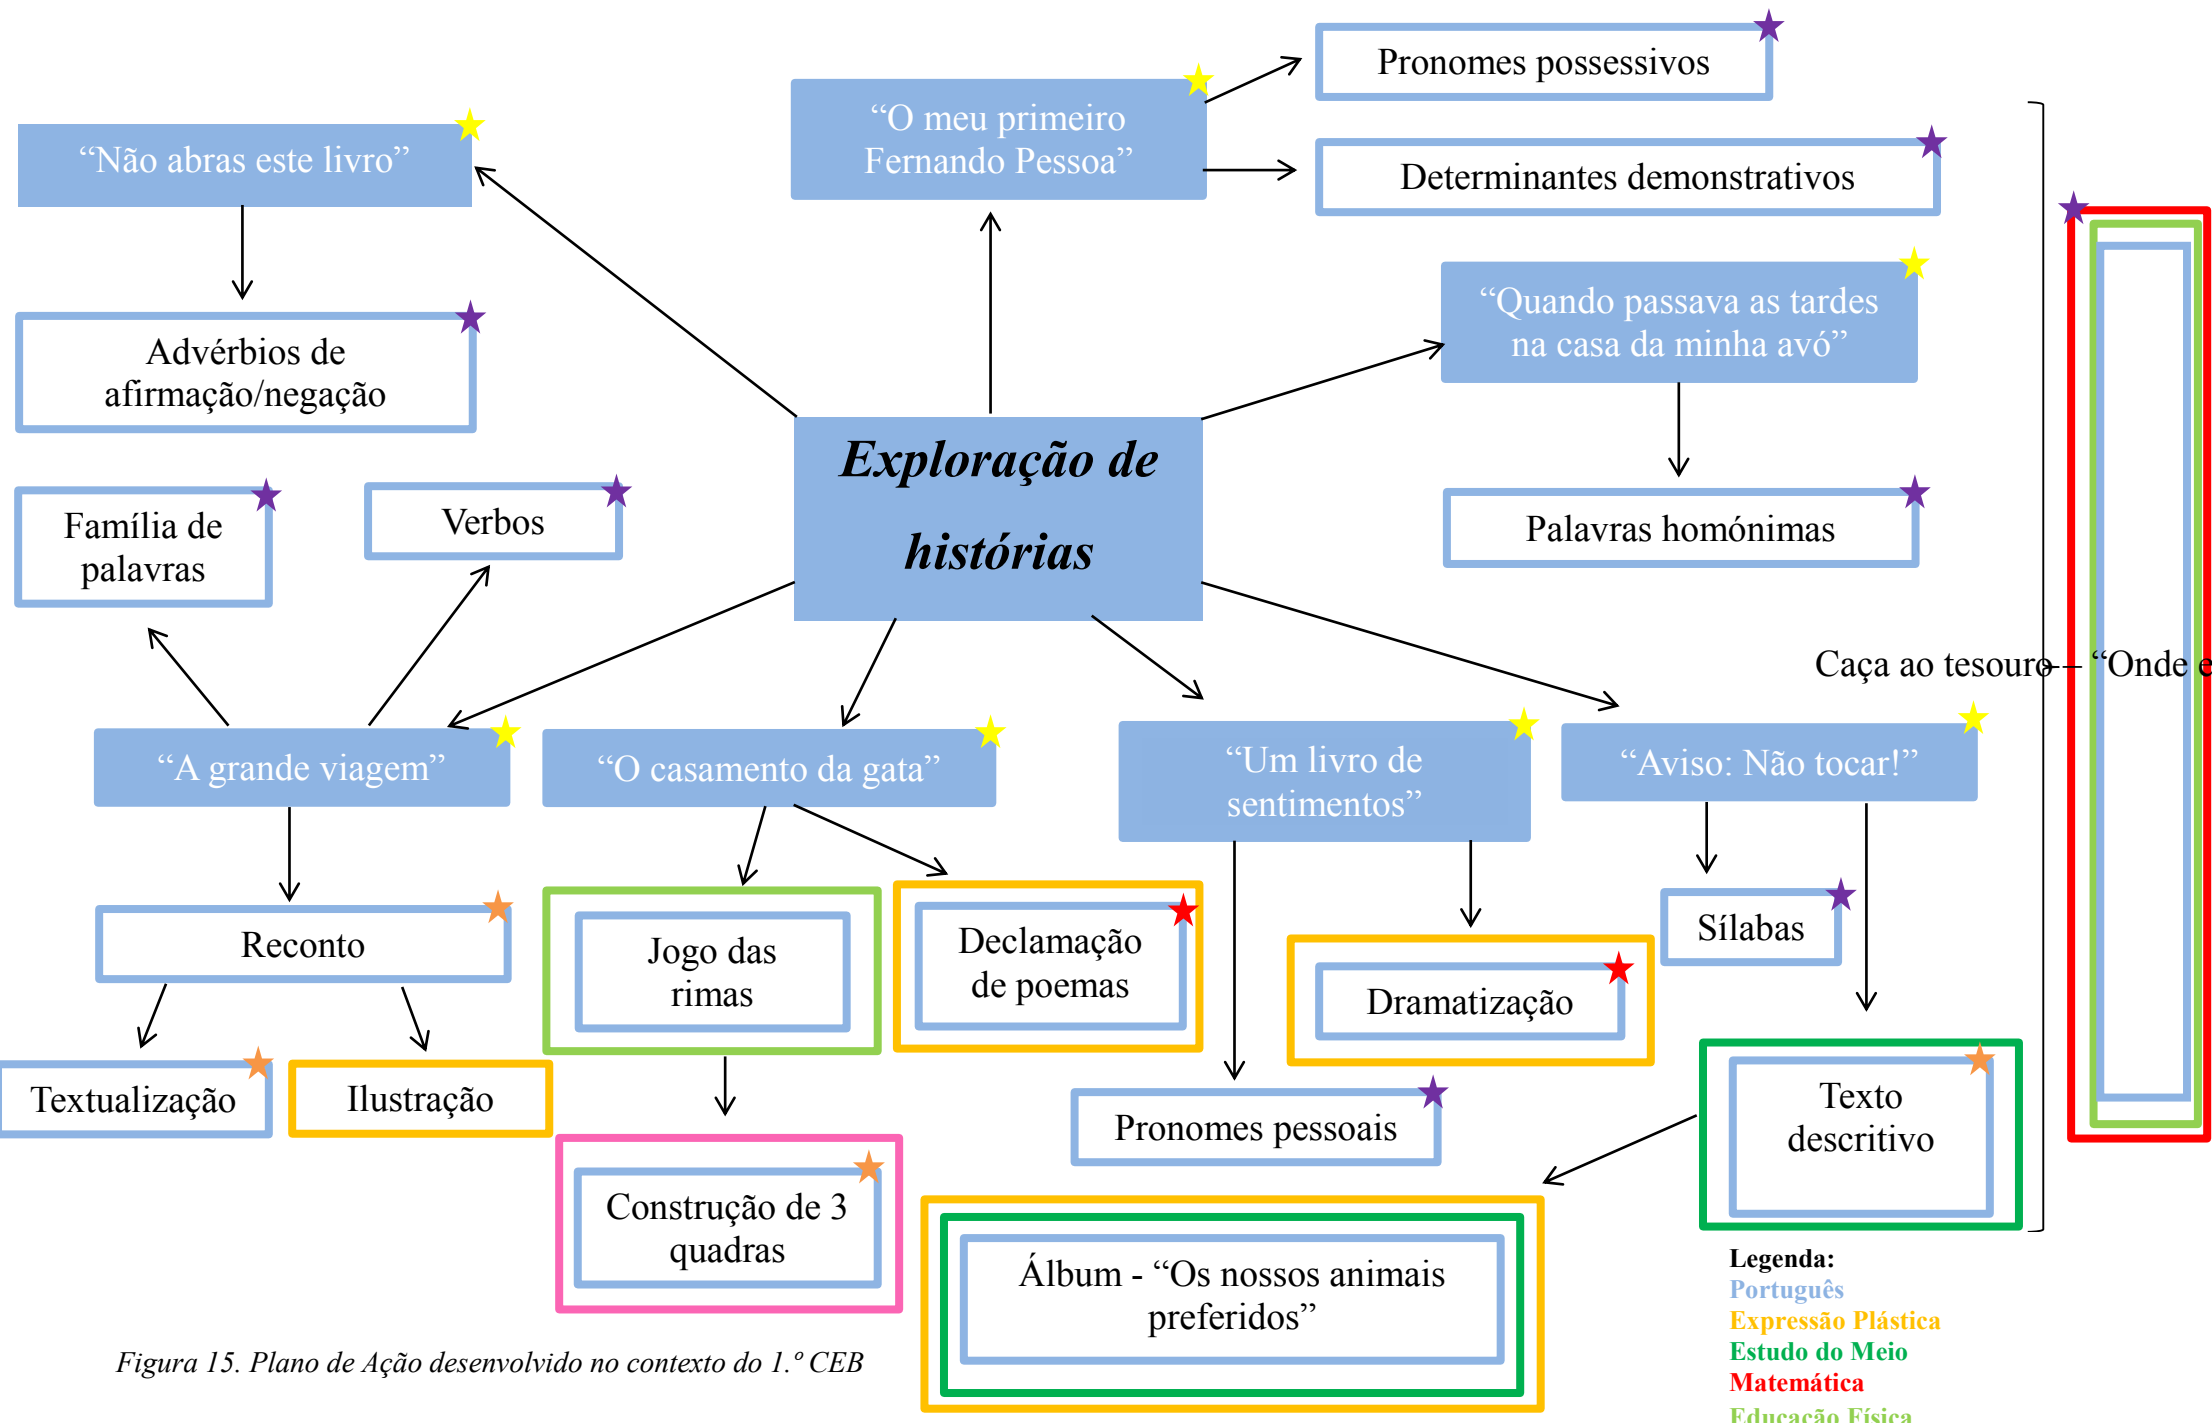 Pronomes possessivos
“O meu primeiro
Fernando Pessoa”
“Não abras este livro”
Determinantes demonstrativos
“Quando passava as tardes
na casa da minha avó”
Advérbios de
afirmação/negação
Exploração de
histórias
Família de
palavras
Verbos
Palavras homónimas
Caça ao tesouro – “Onde e
“A grande viagem”
“O casamento da gata”
“Um livro de
sentimentos”
“Aviso: Não tocar!”
Reconto
Jogo das
rimas
Declamação
de poemas
Dramatização
Sílabas
Textualização
Ilustração
Pronomes pessoais
Texto
descritivo
Construção de 3
quadras
Álbum - “Os nossos animais
preferidos”
Legenda:
Português
Expressão Plástica
Estudo do Meio
Matemática
Educação Física
Figura 15. Plano de Ação desenvolvido no contexto do 1.º CEB